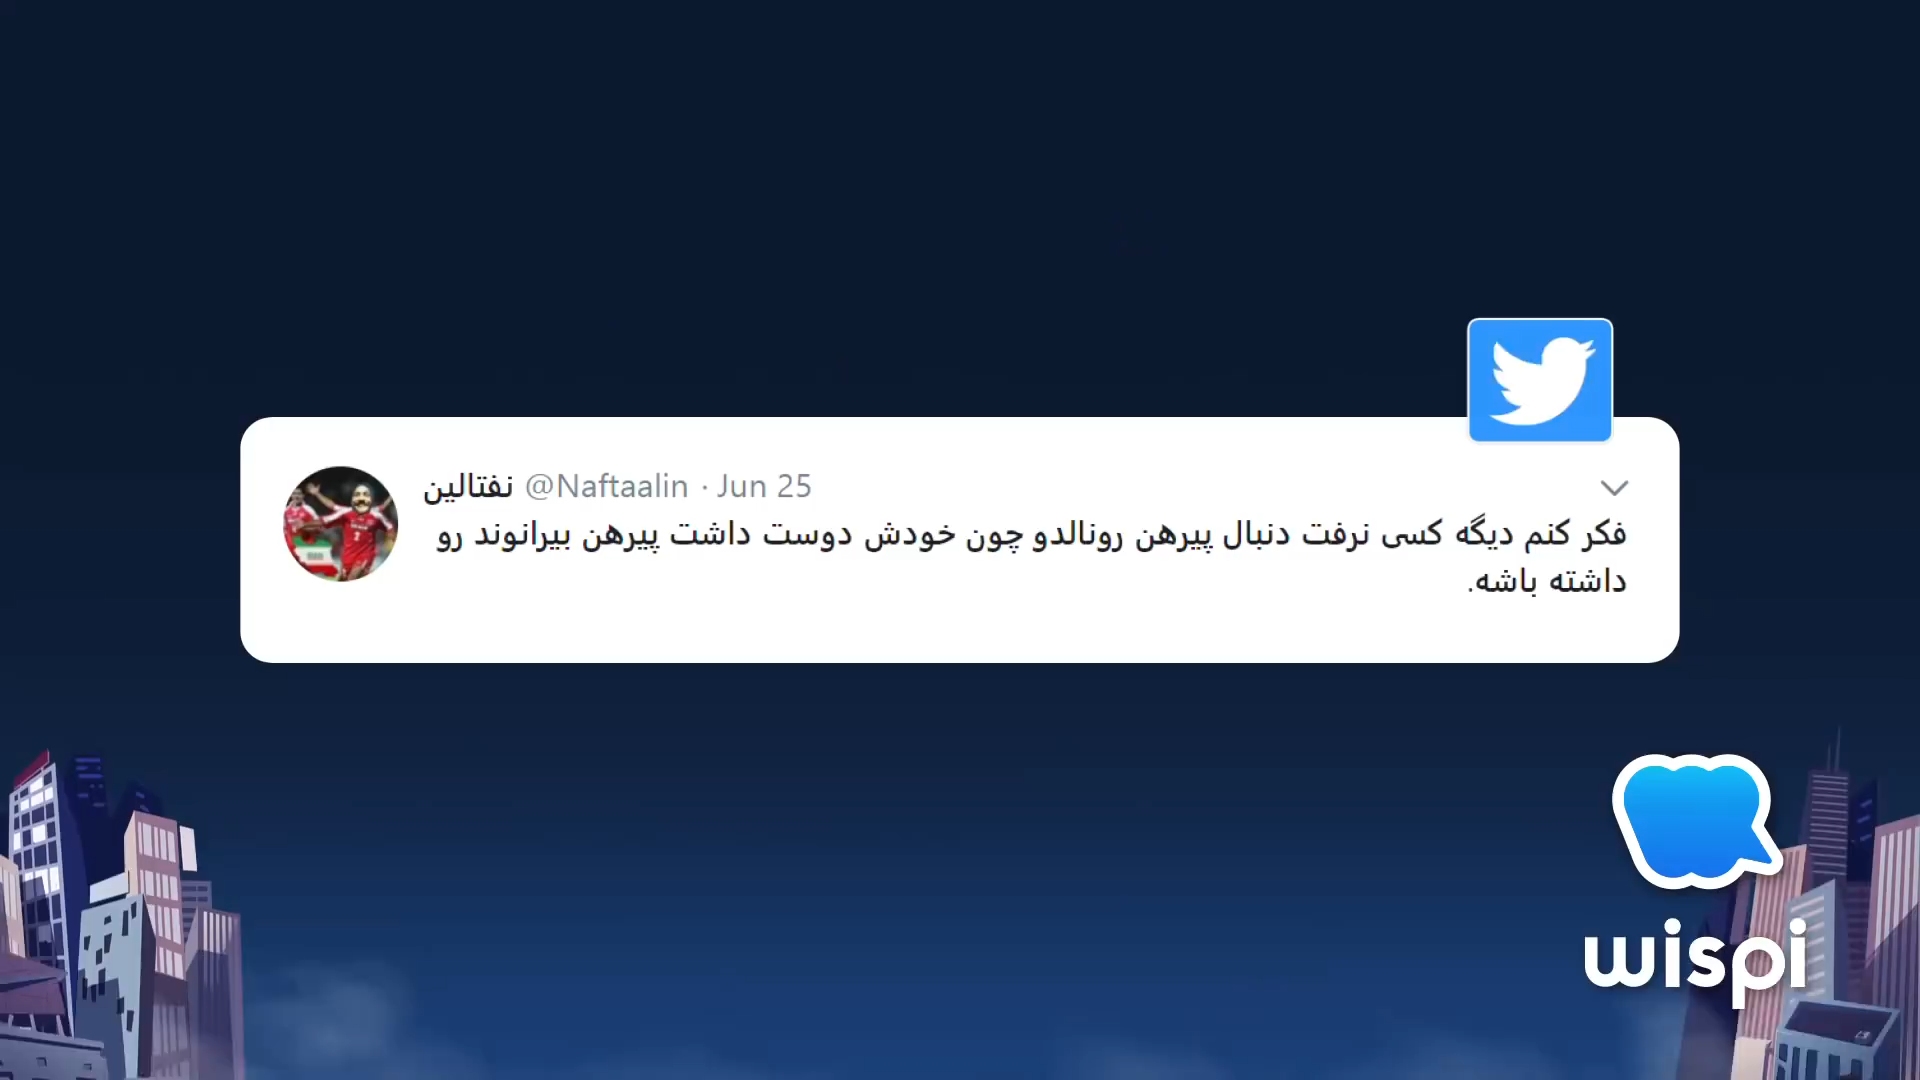 نفتالین @Naftaalin · Jun 25
فکر کنم دیگه کسی نرفت دنبال پیرهن رونالدو چون خودش دوست داشت پیرهن بیرانوند رو
داشته باشه.
wispi